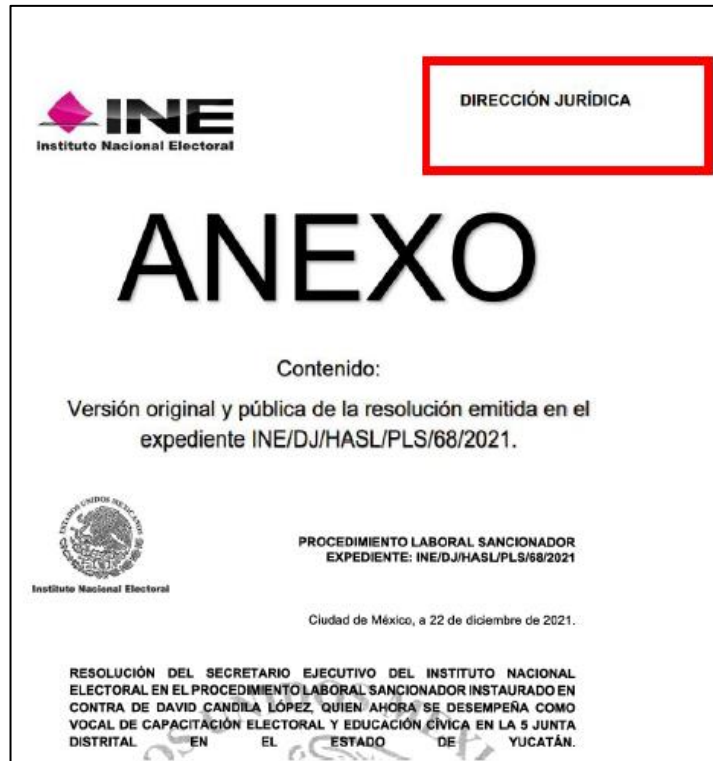 INE
Instituto Nacional Electoral
DIRECCIÓN JURÍDICA
ANEXO
Contenido:
Versión original y pública de la resolución emitida en el
expediente INE/DJ/HASL/PLS/68/2021.
ESTADOS UNIDOS MEXICANOS
Instituto Nacional Electoral
PROCEDIMIENTO LABORAL SANCIONADOR
EXPEDIENTE: INE/DJ/HASL/PLS/68/2021
Ciudad de México, a 22 de diciembre de 2021.
RESOLUCIÓN DEL SECRETARIO EJECUTIVO DEL INSTITUTO NACIONAL
ELECTORAL EN EL PROCEDIMIENTO LABORAL SANCIONADOR INSTAURADO EN
CONTRA DE DAVID CANDILA LÓPEZ, QUIEN AHORA SE DESEMPEÑA COMO
VOCAL DE CAPACITACIÓN ELECTORAL Y EDUCACIÓN CÍVICA EN LA 5 JUNTA
DISTRITAL EN EL ESTADO DE YUCATÁN.